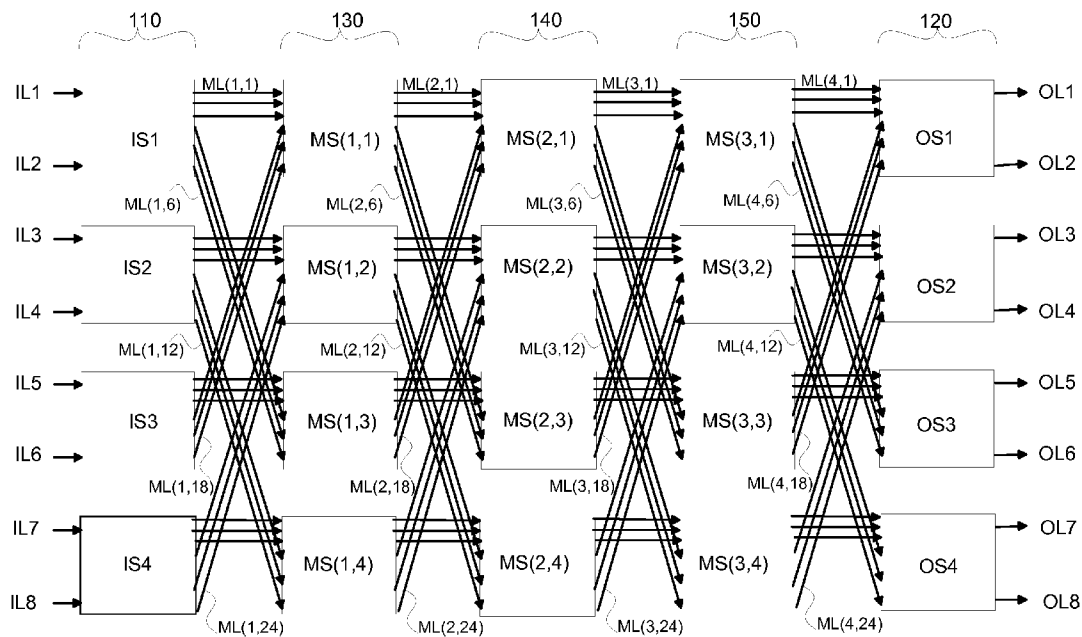 110 130 140 150 120
ML(1,1) ML(2,1) ML(3,1) ML(4,1)
IL1 OL1
IS1 MS(1,1) MS(2,1) MS(3,1) OS1
IL2 OL2
ML(1,6) ML(2,6) ML(3,6) ML(4,6)
IL3 OL3
IS2 MS(1,2) MS(2,2) MS(3,2) OS2
IL4 OL4
ML(1,12) ML(2,12) ML(3,12) ML(4,12)
IL5 OL5
IS3 MS(1,3) MS(2,3) MS(3,3) OS3
IL6 OL6
ML(1,18) ML(2,18) ML(3,18) ML(4,18)
IL7 OL7
IS4 MS(1,4) MS(2,4) MS(3,4) OS4
IL8 OL8
ML(1,24) ML(2,24) ML(3,24) ML(4,24)